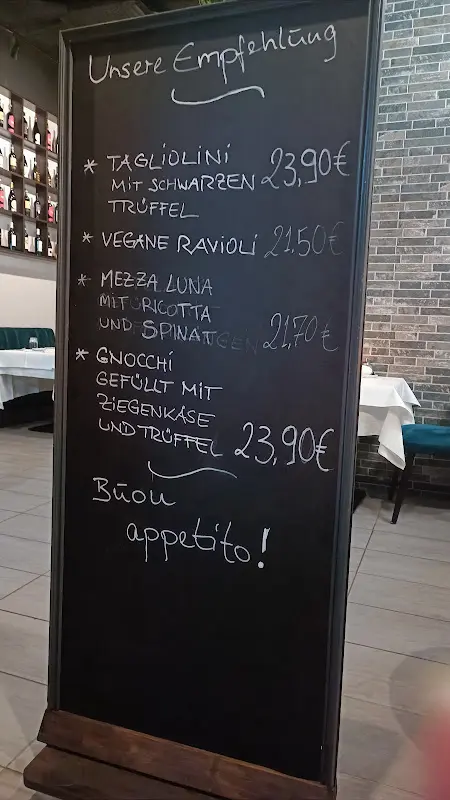 Unsere Empfehlung
* TAGLIOLINI 23,90€
MIT SCHWARZEN
TRÜFFEL
* VEGANE RAVIOLI 21.50€
* MEZZA LUNA
MIT RICOTTA
UND SPINAT 21,70€
* GNOCCHI
GEFÜLLT MIT
ZIEGENKÄSE
UND TRÜFFEL 23,90€
Buon
appetito!